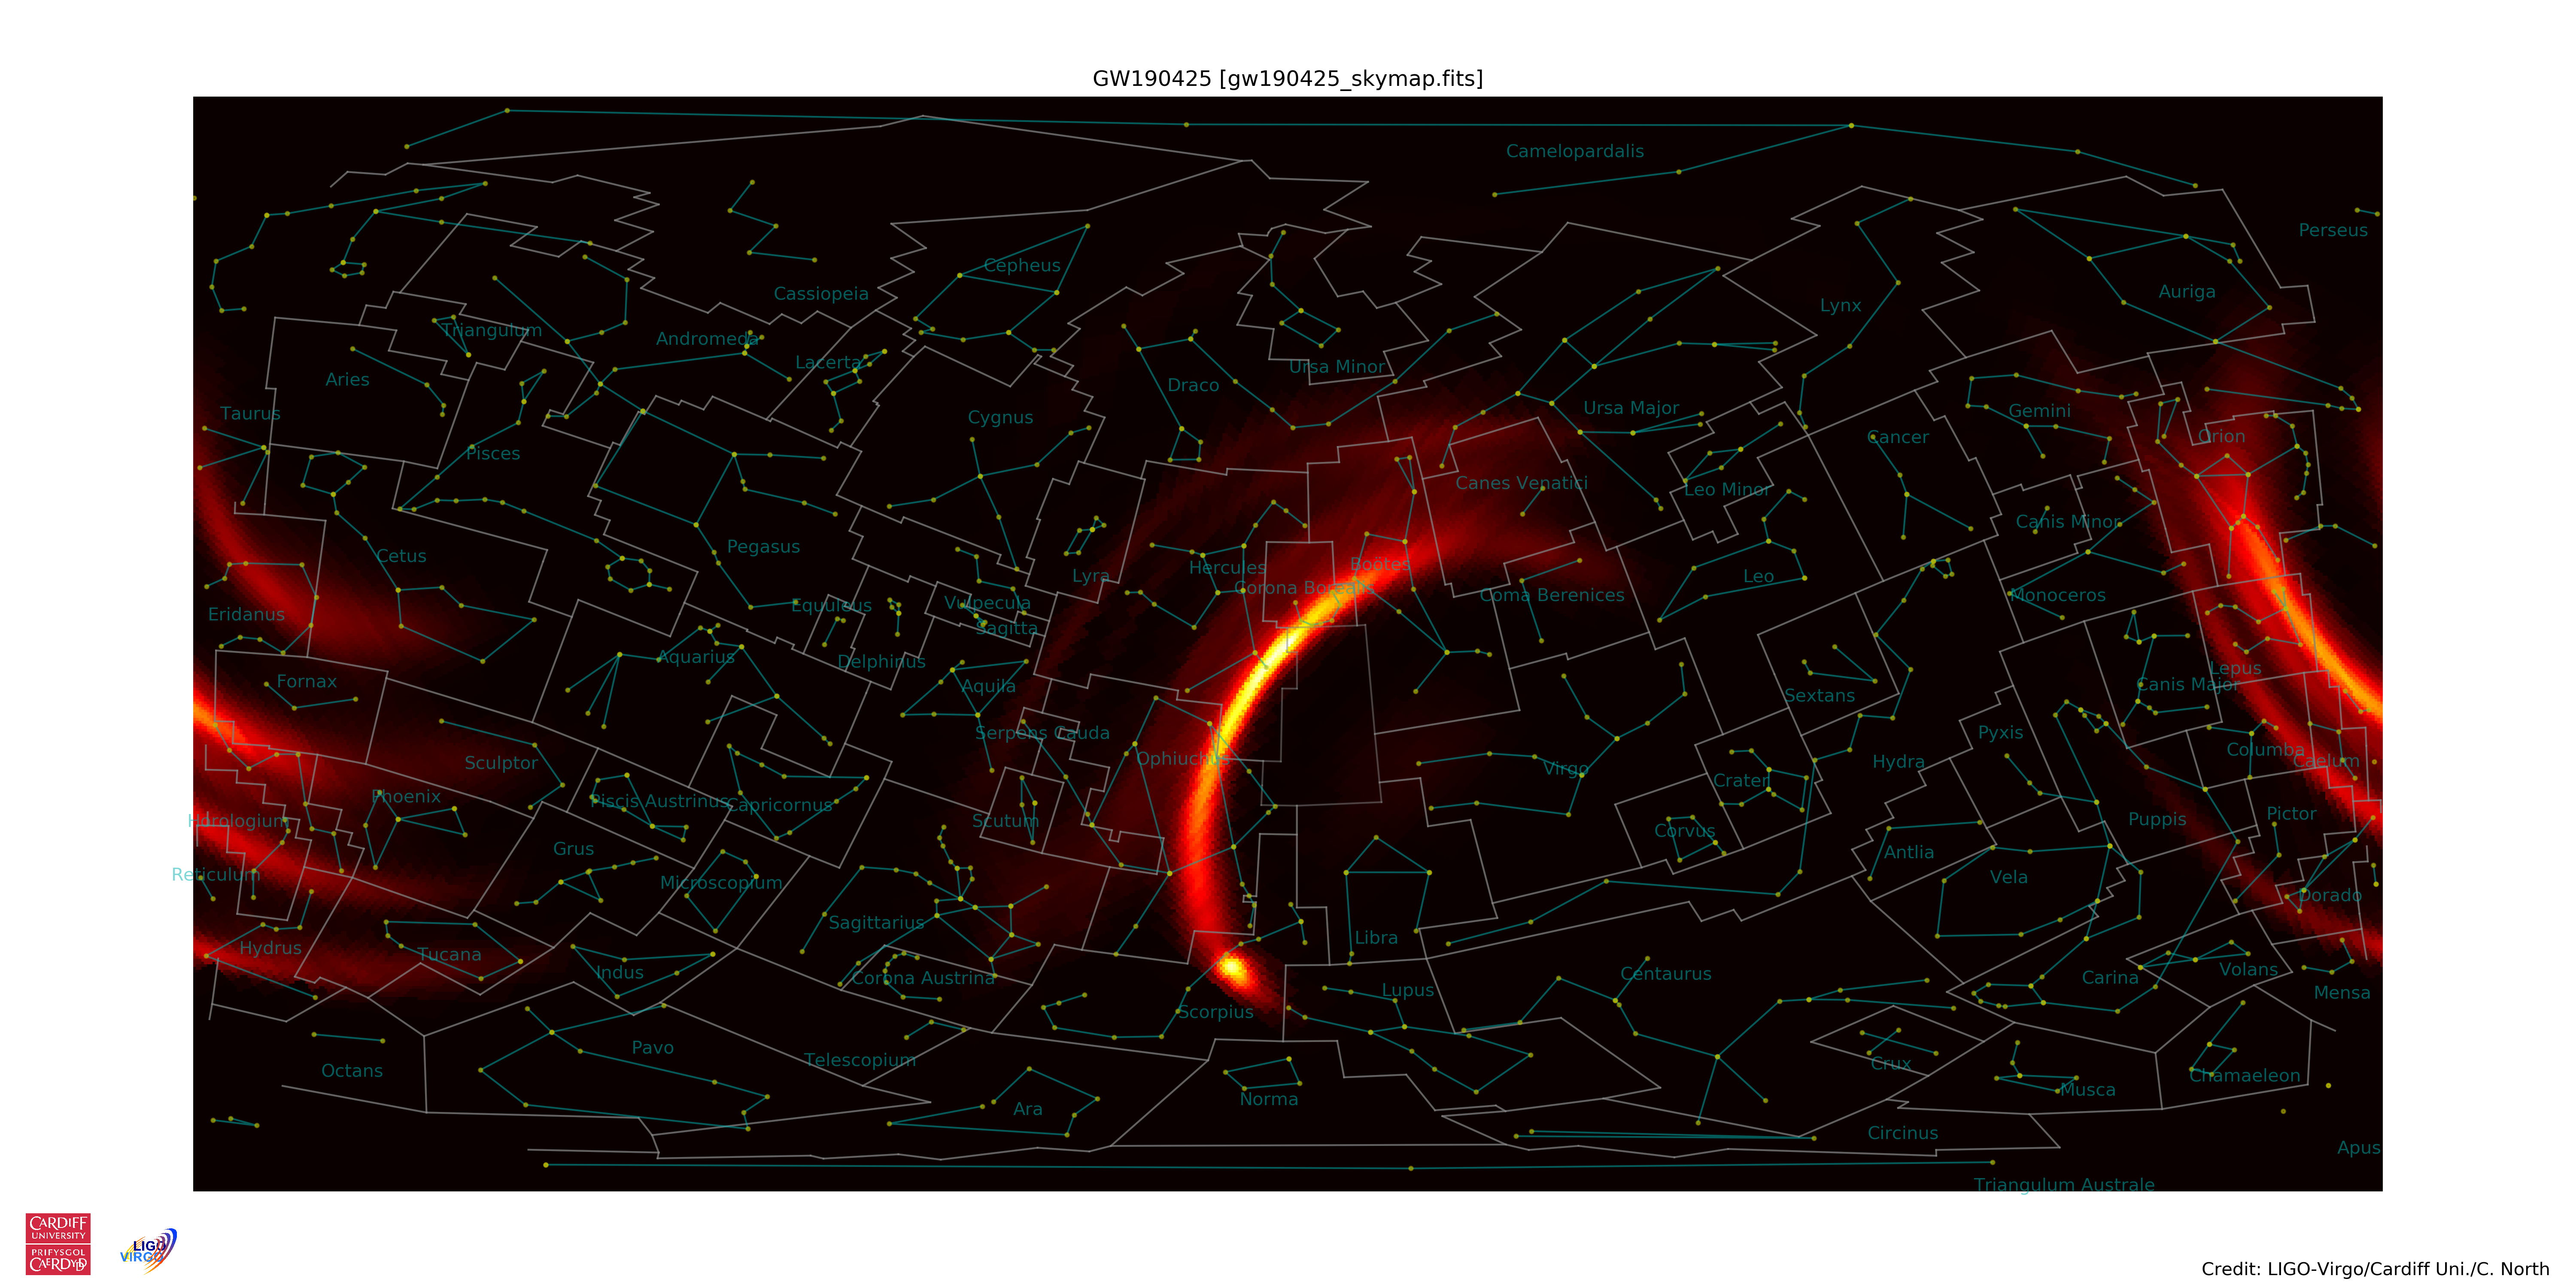 GW190425 [gw190425_skymap.fits]
Camelopardalis
Perseus
Cepheus
Cassiopeia
Auriga
Lynx
Triangulum
Andromeda
Lacerta
Ursa Minor
Aries
Draco
Ursa Major
Gemini
Taurus
Cygnus
Cancer
Orion
Pisces
Canes Venatici
Leo Minor
Canis Minor
Cetus
Pegasus
Lyra
Hercules
Boötes
Leo
Corona Borealis
Coma Berenices
Monoceros
Equuleus
Vulpecula
Eridanus
Sagitta
Aquarius
Delphinus
Lepus
Fornax
Aquila
Sextans
Canis Major
Serpens Cauda
Pyxis
Sculptor
Ophiuchus
Virgo
Hydra
Columba
Caelum
Crater
Phoenix
Piscis Austrinus
Capricornus
Horologium
Scutum
Corvus
Puppis
Pictor
Grus
Antlia
Reticulum
Microscopium
Vela
Dorado
Sagittarius
Libra
Hydrus
Tucana
Indus
Corona Austrina
Centaurus
Carina
Volans
Lupus
Mensa
Scorpius
Pavo
Telescopium
Crux
Octans
Chamaeleon
Musca
Ara
Norma
Circinus
Apus
Triangulum Australe
CARDIFF
UNIVERSITY
PRIFYSGOL
CAERDYDD
LIGO
VIRGO
Credit: LIGO-Virgo/Cardiff Uni./C. North